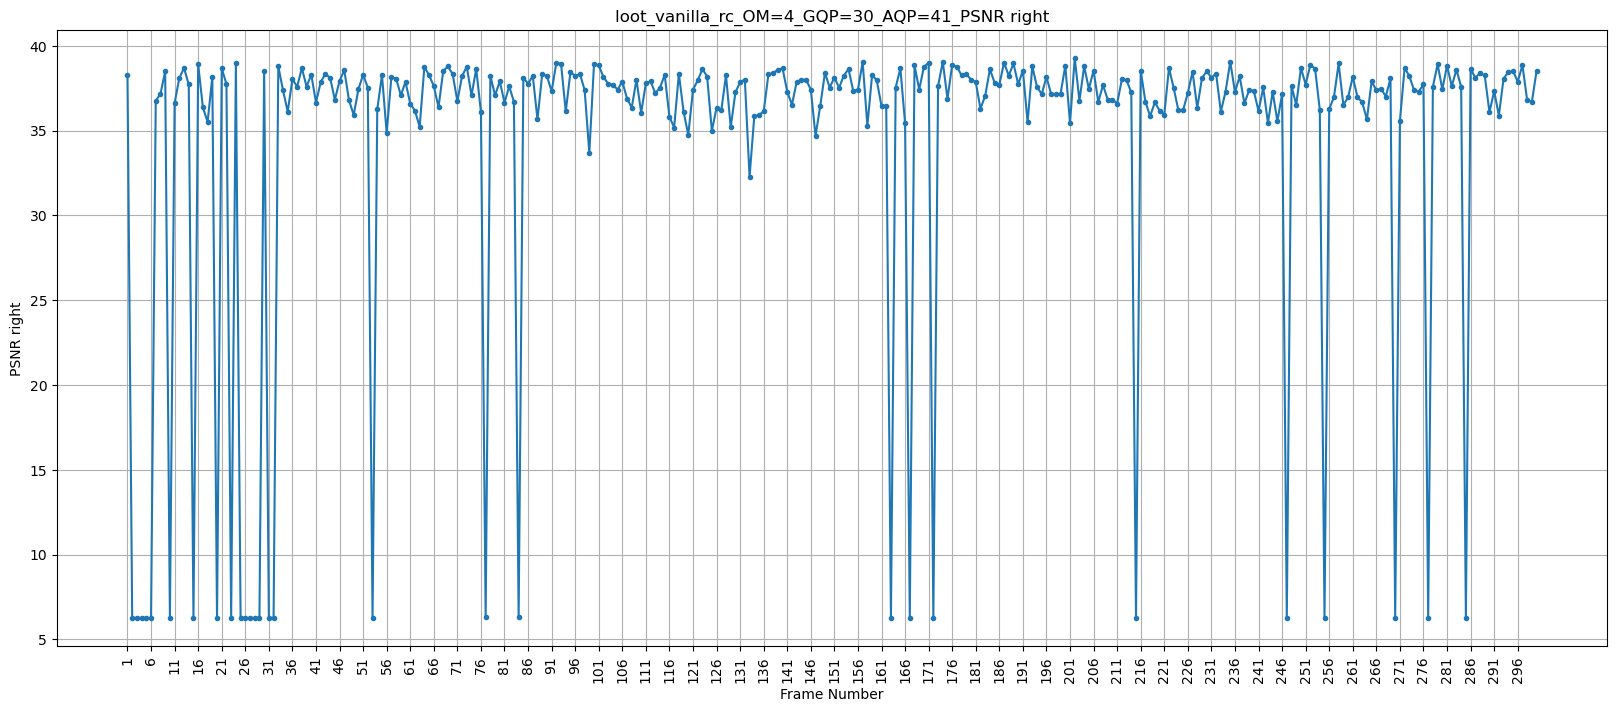 loot_vanilla_rc_OM=4_GQP=30_AQP=41_PSNR right
PSNR right
40
35
30
25
20
15
10
5
1 6 11 16 21 26 31 36 41 46 51 56 61 66 71 76 81 86 91 96 101 106 111 116 121 126 131 136 141 146 151 156 161 166 171 176 181 186 191 196 201 206 211 216 221 226 231 236 241 246 251 256 261 266 271 276 281 286 291 296
Frame Number